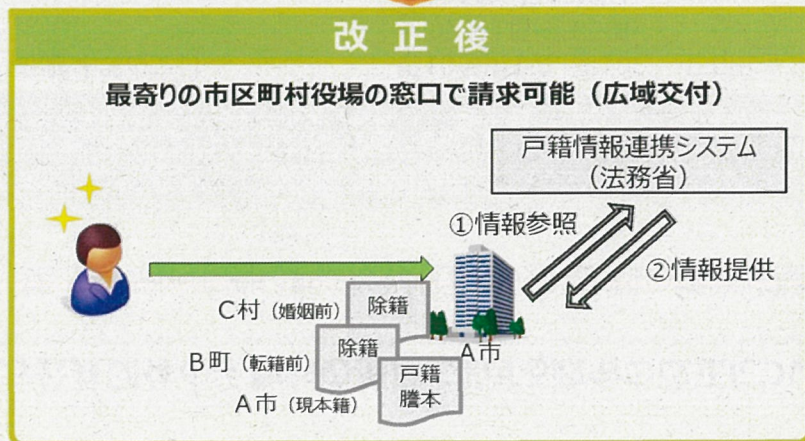 改正後
最寄りの市区町村役場の窓口で請求可能（広域交付）
戸籍情報連携システム
（法務省）
①情報参照
②情報提供
C村（婚姻前）
除籍
B町（転籍前）
除籍
A市
A市（現本籍）
戸籍
謄本